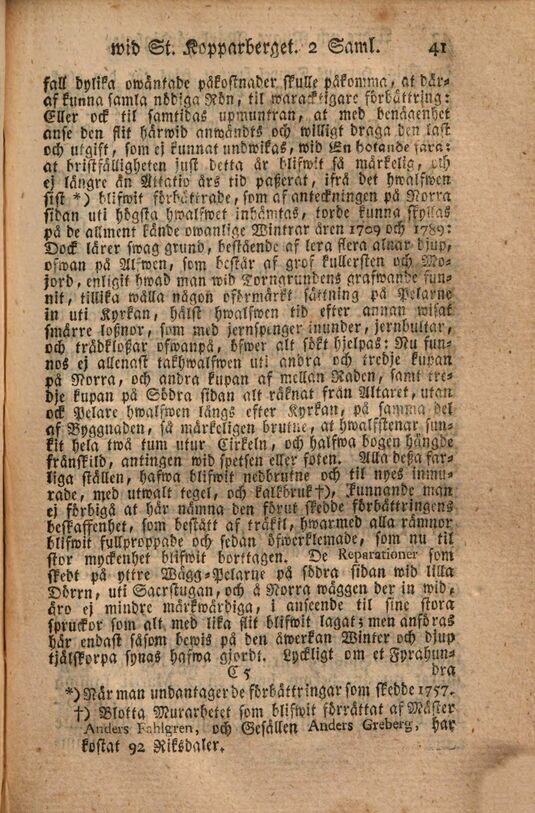 wid St. Kopparberget. 2 Saml. 41
fall dylika owäntade påkostnader skulle påkomma, at där-
af kunna samla nödiga Rön, til waracktigare förbättring:
Eller ock til samtidas upmuntran, at med benägenhet
anse den flit härwid anwändts och willigt draga den last
och utgift, som ej kunnat undwikas, wid En hotande fara:
at bristfälligheten just detta år blifwit så märkelig, och
ej längre än Attatio års tid paßerat, ifrå det hwalfwen
sist *) blifwit förbättrade, som af anteckningen på Norra
sidan uti högsta hwalfwet inhämtas, torde kunna skyllas
på de allment kände owanlige Wintrar åren 1709 och 1789:
Dock lärer swag grund, bestående af lera flera alnar djup,
ofwan på Alfwen, som består af grof kullersten och Mo-
jord, enligit hwad man wid Torngrundens grafwande fun-
nit, tillika wålla någon oförmärkt sättning på Pelarne
in uti Kyrkan, hälst hwalfwen tid efter annan wisat
smärre loßnor, som med jernspenger inunder, jernbultar,
och trädkloßar ofwanpå, öfwer alt sökt hjelpas: Nu fun-
nos ej allenast takhwalfwen uti andra och tredje kupan
på Norra, och andra kupan af mellan Raden, samt tre-
dje kupan på Södra sidan alt räknat från Altaret, utan
ock Pelare hwalfwen längs efter Kyrkan, på samma del
af Byggnaden, så märkeligen brutne, at hwalfstenar sun-
kit hela twå tum utur Cirkeln, och halfwa bogen hängde
frånskild, antingen wid spetsen eller foten. Alla deßa far-
liga ställen, hafwa blifwit nedbrutne och til nyes inmu-
rade, med utwalt tegel, och kalkbruk †), kunnande man
ej förbigå at här nämna den förut skedde förbättringens
beskaffenhet, som bestått af träkil, hwarmed alla rämnor
blifwit fullproppade och sedan öfwerklemade, som nu til
stor myckenhet blifwit borttagen. De Reparationer som
skedt på yttre Wägg-Pelarne på södra sidan wid lilla
Dörrn, uti Sacrstugan, och å Norra wäggen der in wid,
äro ej mindre märkwärdiga, i anseende til sine stora
spruckor som alt med lika flit blifwit lagat; men anföras
här endast såsom bewis på den åwerkan Winter och djup
tjälskorpa synas hafwa gjordt. Lyckligt om et Fyrahun-
C 5 dra
*) När man undantager de förbättringar som skedde 1757.
†) Blotta Murarbetet som blifwit förrättat af Mäster
Anders Fahlgren, och Gesällen Anders Greberg, har
kostat 92 Riksdaler.